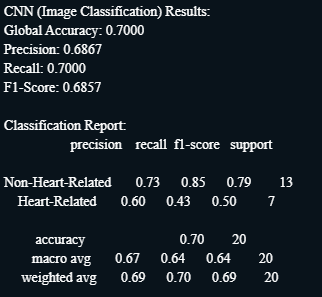 CNN (Image Classification) Results:
Global Accuracy: 0.7000
Precision: 0.6867
Recall: 0.7000
F1-Score: 0.6857
Classification Report:
precision recall f1-score support
Non-Heart-Related 0.73 0.85 0.79 13
Heart-Related 0.60 0.43 0.50 7
accuracy 0.70 20
macro avg 0.67 0.64 0.64 20
weighted avg 0.69 0.70 0.69 20